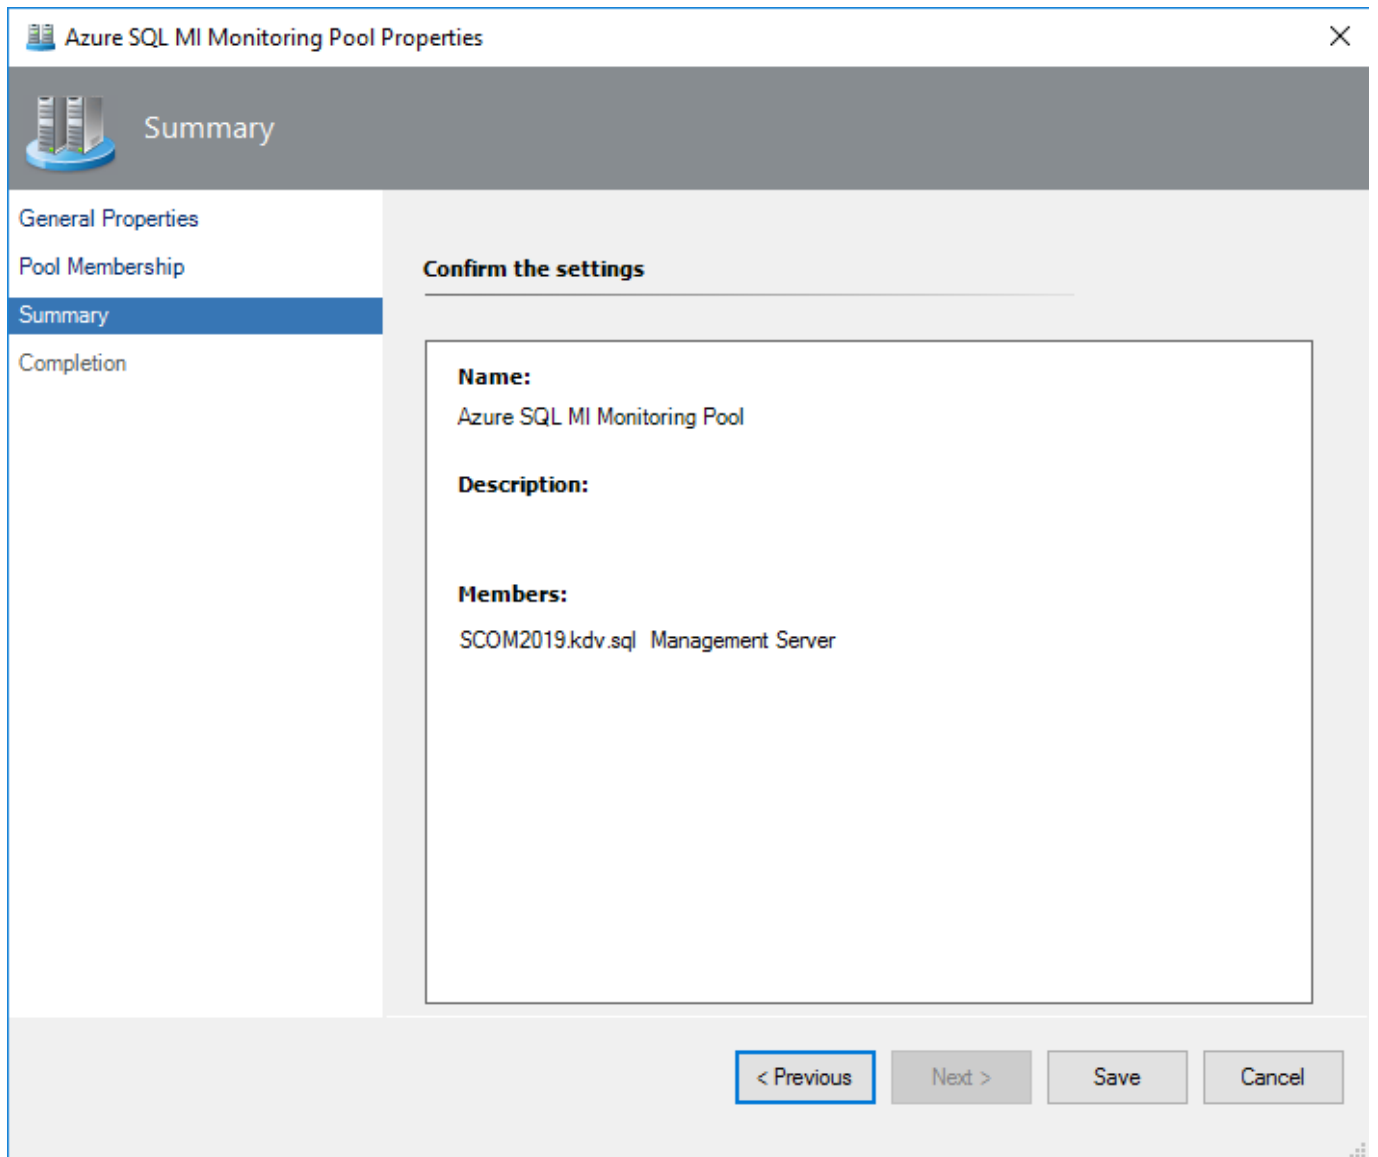 Azure SQL MI Monitoring Pool Properties
Summary
General Properties
Pool Membership
Summary
Completion
Confirm the settings
Name:
Azure SQL MI Monitoring Pool
Description:
Members:
SCOM2019.kdv.sql Management Server
< Previous
Next >
Save
Cancel